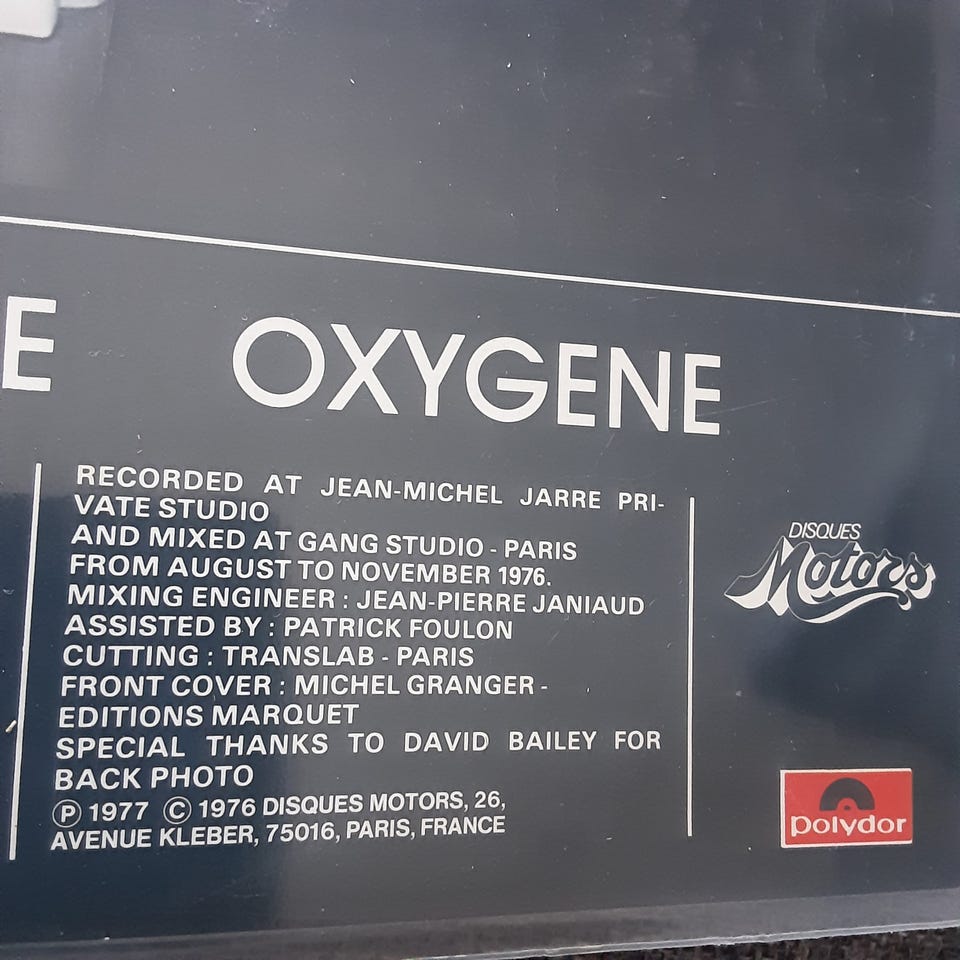 E OXYGENE
RECORDED AT JEAN-MICHEL JARRE PRI-
VATE STUDIO
AND MIXED AT GANG STUDIO - PARIS
FROM AUGUST TO NOVEMBER 1976.
MIXING ENGINEER : JEAN-PIERRE JANIAUD
ASSISTED BY : PATRICK FOULON
CUTTING : TRANSLAB - PARIS
FRONT COVER : MICHEL GRANGER -
EDITIONS MARQUET
SPECIAL THANKS TO DAVID BAILEY FOR
BACK PHOTO
Ⓟ 1977 © 1976 DISQUES MOTORS, 26,
AVENUE KLEBER, 75016, PARIS, FRANCE
DISQUES
Motors
polydor